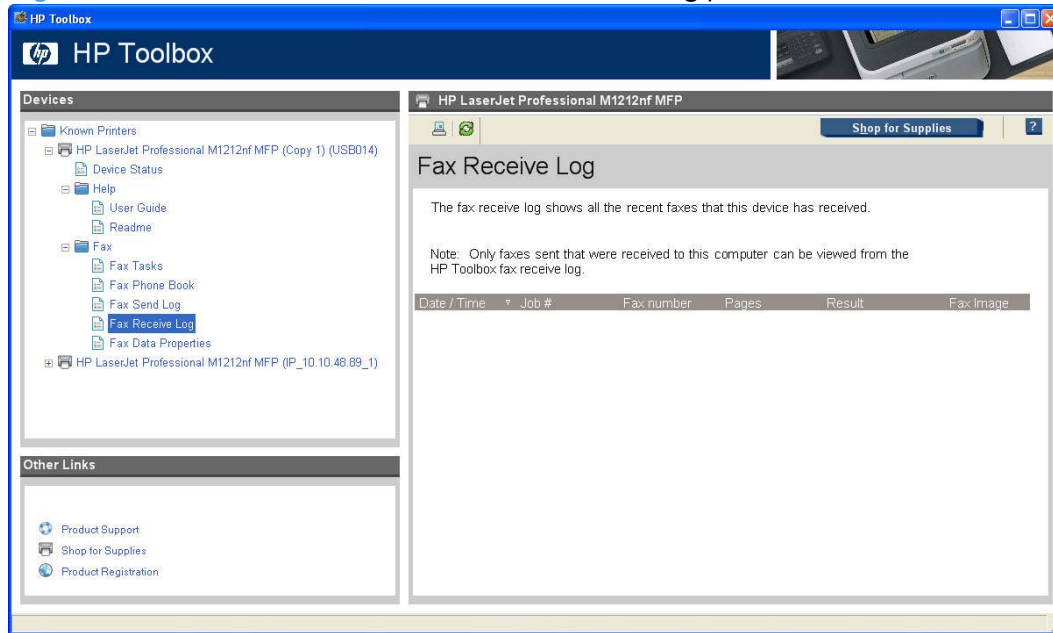 HP Toolbox
hp HP Toolbox
Devices
Known Printers
HP LaserJet Professional M1212nf MFP (Copy 1) (USB014)
Device Status
Help
User Guide
Readme
Fax
Fax Tasks
Fax Phone Book
Fax Send Log
Fax Receive Log
Fax Data Properties
HP LaserJet Professional M1212nf MFP (IP_10.10.48.89_1)
Other Links
Product Support
Shop for Supplies
Product Registration
HP LaserJet Professional M1212nf MFP
Shop for Supplies ?
Fax Receive Log
The fax receive log shows all the recent faxes that this device has received.
Note: Only faxes sent that were received to this computer can be viewed from the
HP Toolbox fax receive log.
Date / Time Job # Fax number Pages Result Fax Image